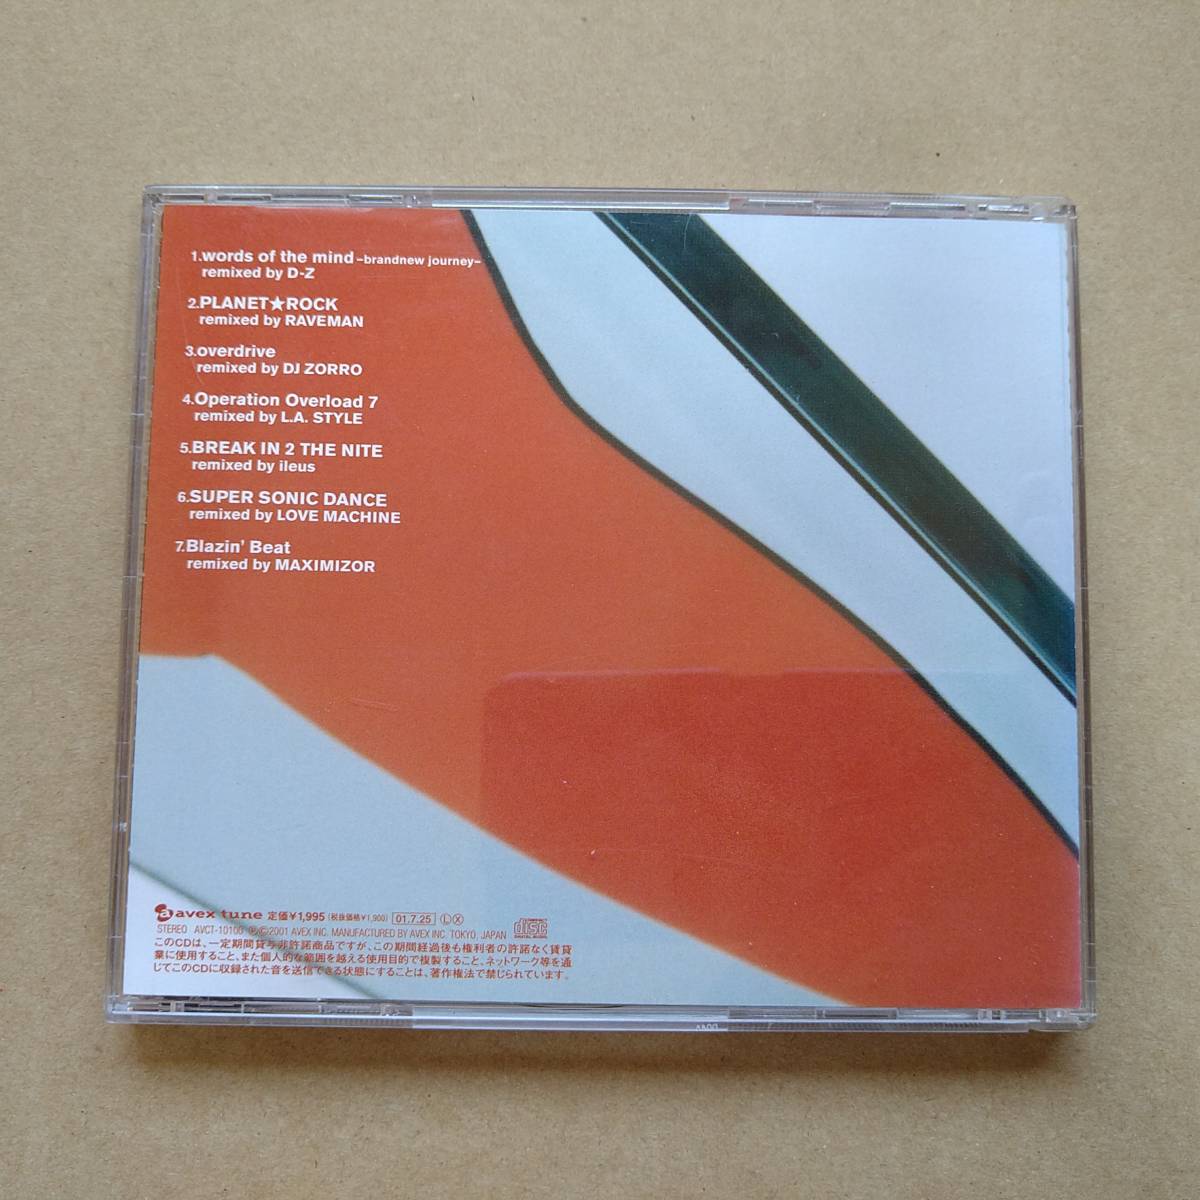 1.words of the mind –brandnew journey–
remixed by D-Z
2.PLANET★ROCK
remixed by RAVEMAN
3.overdrive
remixed by DJ ZORRO
4.Operation Overload 7
remixed by L.A. STYLE
5.BREAK IN 2 THE NITE
remixed by ileus
6.SUPER SONIC DANCE
remixed by LOVE MACHINE
7.Blazin' Beat
remixed by MAXIMIZOR
avex tune 定価¥1,995 (税抜価格¥1,900) 01.7.25 Ⓛ Ⓧ
STEREO AVCT-10100 ℗©2001 AVEX INC. MANUFACTURED BY AVEX INC. TOKYO, JAPAN
COMPACT disc DIGITAL AUDIO
このCDは、一定期間貸与非許諾商品ですが、この期間経過後も権利者の許諾なく賃貸
業に使用すること、また個人的な範囲を越える使用目的で複製すること、ネットワーク等を通
じてこのCDに収録された音を送信できる状態にすることは、著作権法で禁じられています。